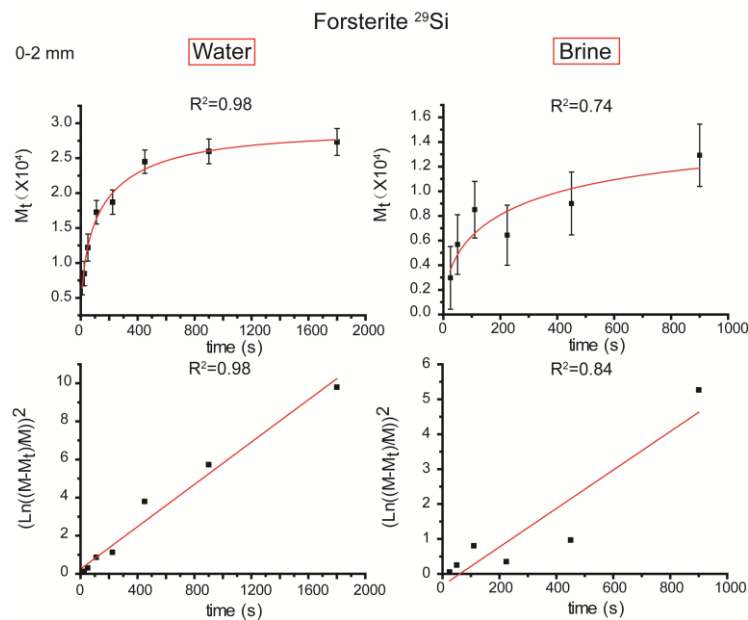 Forsterite ²⁹Si
0-2 mm
Water
Brine
R²=0.98
3.0
2.5
2.0
1.5
1.0
0.5
Mt (X10⁴)
0 400 800 1200 1600 2000
time (s)
R²=0.74
1.6
1.4
1.2
1.0
0.8
0.6
0.4
0.2
0.0
Mt (X10⁴)
0 200 400 600 800 1000
time (s)
R²=0.98
10
8
6
4
2
0
(Ln((M-Mt)/M))²
0 400 800 1200 1600 2000
time (s)
R²=0.84
6
5
4
3
2
1
0
(Ln((M-Mt)/M))²
0 200 400 600 800 1000
time (s)